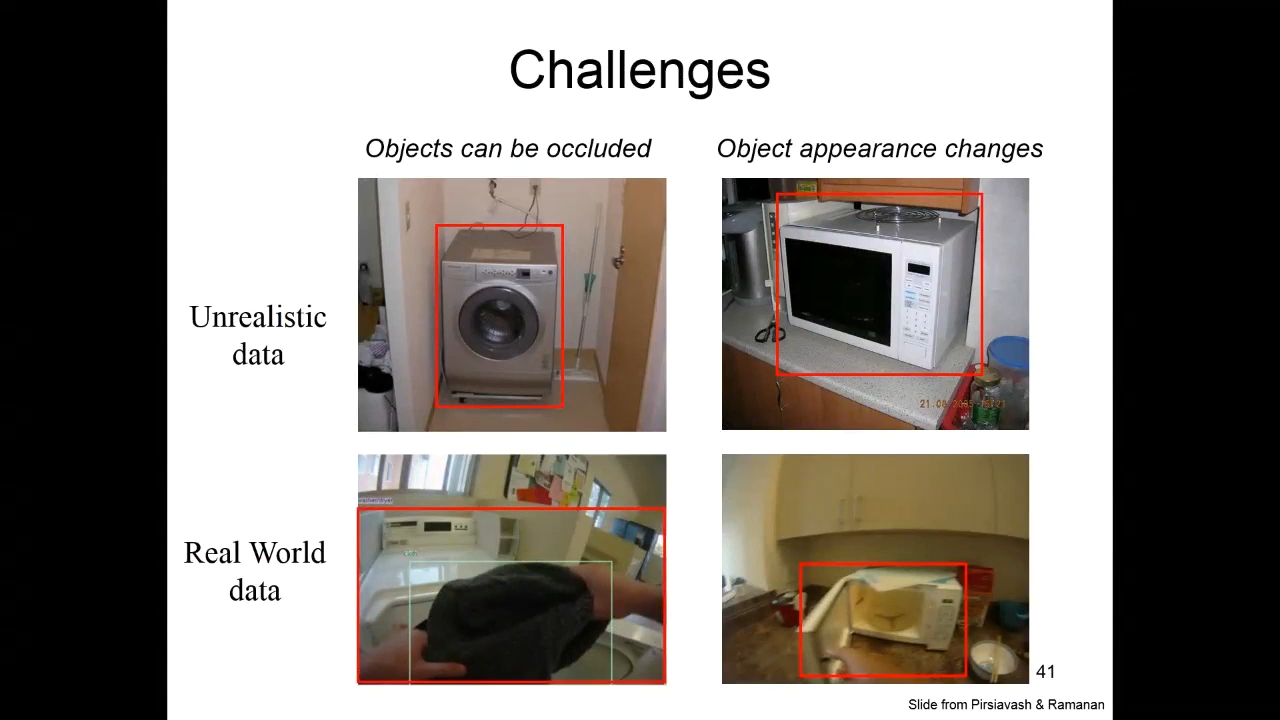 Challenges
Objects can be occluded
Object appearance changes
Unrealistic
data
Real World
data
41
Slide from Pirsiavash & Ramanan